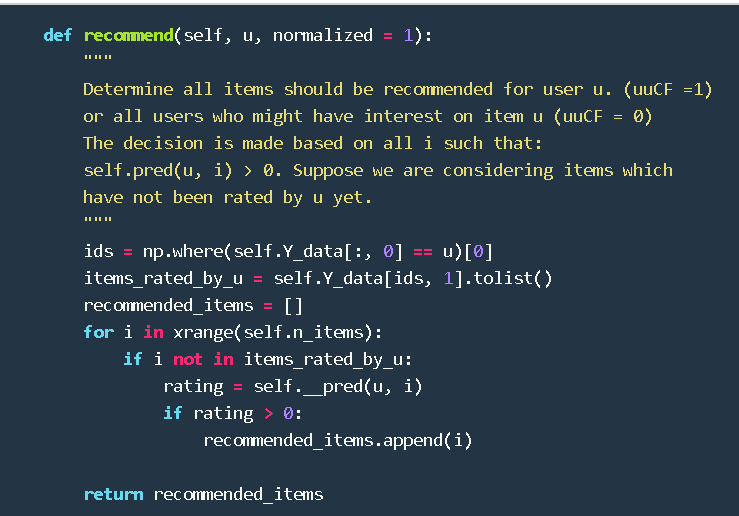 def recommend(self, u, normalized = 1):
    """
    Determine all items should be recommended for user u. (uuCF =1)
    or all users who might have interest on item u (uuCF = 0)
    The decision is made based on all i such that:
    self.pred(u, i) > 0. Suppose we are considering items which
    have not been rated by u yet.
    """
    ids = np.where(self.Y_data[:, 0] == u)[0]
    items_rated_by_u = self.Y_data[ids, 1].tolist()
    recommended_items = []
    for i in xrange(self.n_items):
        if i not in items_rated_by_u:
            rating = self.__pred(u, i)
            if rating > 0:
                recommended_items.append(i)

    return recommended_items